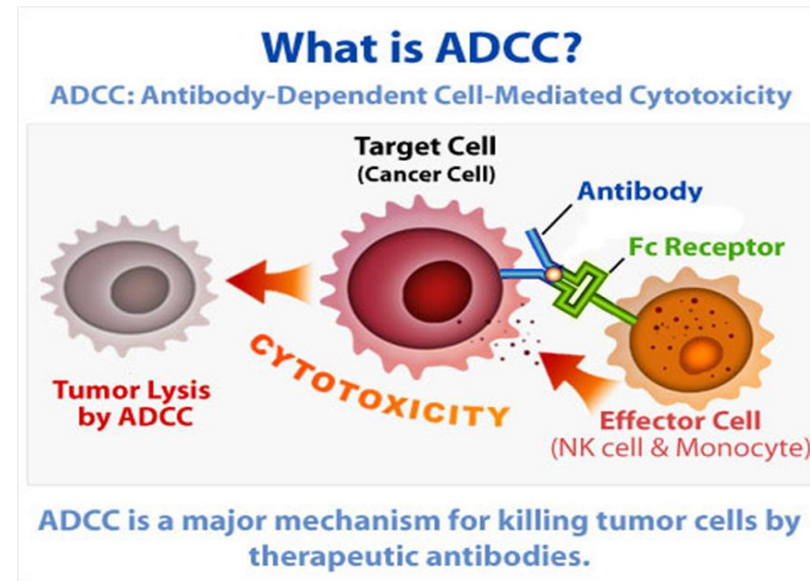 What is ADCC?
ADCC: Antibody-Dependent Cell-Mediated Cytotoxicity
Target Cell
(Cancer Cell)
Antibody
Fc Receptor
CYTOTOXICITY
Tumor Lysis
by ADCC
Effector Cell
(NK cell & Monocyte)
ADCC is a major mechanism for killing tumor cells by
therapeutic antibodies.